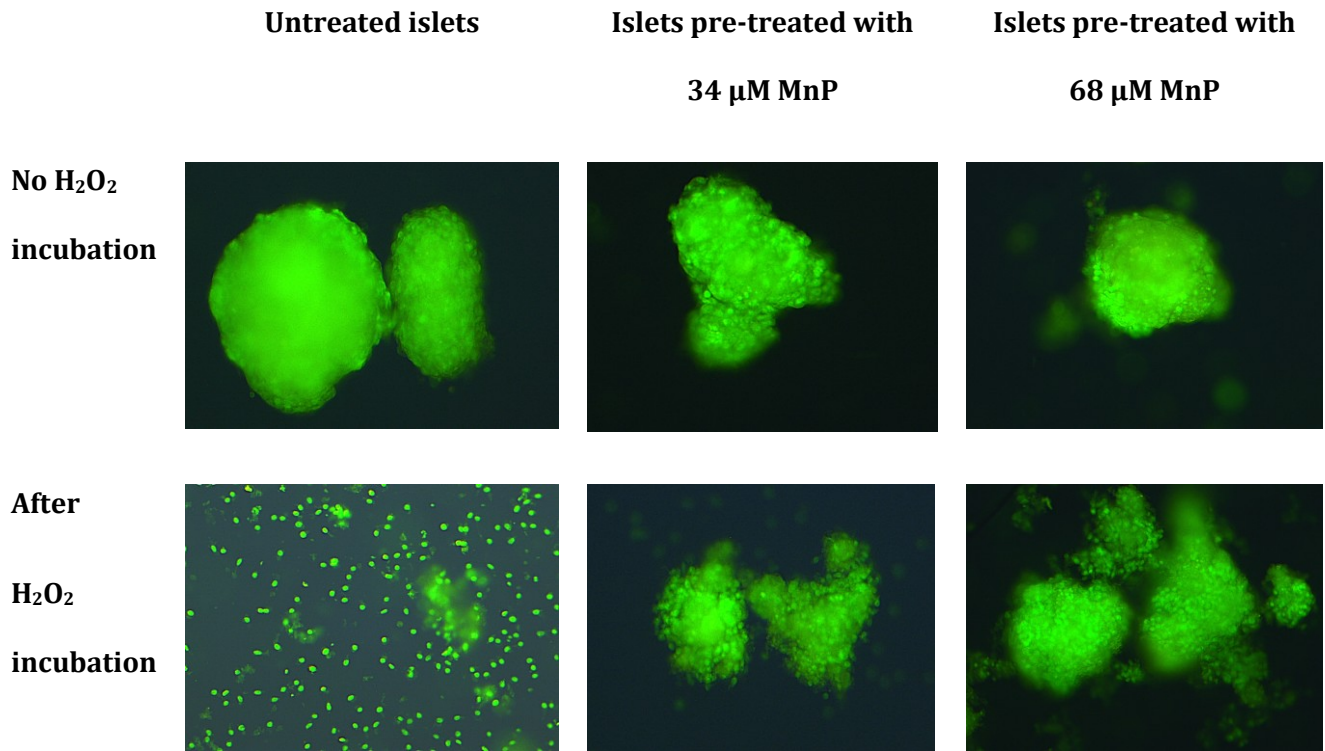 Untreated islets
Islets pre-treated with
34 μM MnP
Islets pre-treated with
68 μM MnP
No H₂O₂
incubation
After
H₂O₂
incubation